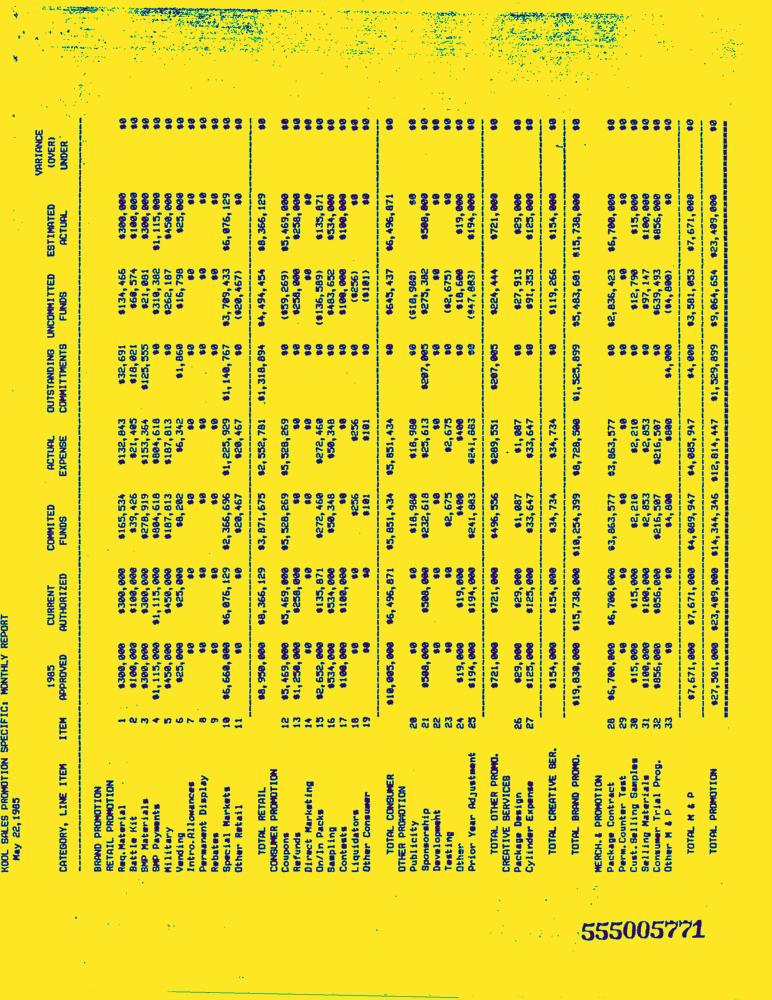 KOOL SALES PROMOTION SPECIFIC: MONTHLY REPORT
May 22,1985
CATEGORY, LINE ITEM ITEM 1985 APPROVED CURRENT AUTHORIZED COMMITED FUNDS ACTUAL EXPENSE OUTSTANDING COMMITTMENTS UNCOMMITTED FUNDS ESTIMATED ACTUAL VARIANCE (OVER) UNDER
BRAND PROMOTION
RETAIL PROMOTION
Req.Material 1 $300,000 $300,000 $165,534 $132,843 $32,691 $134,466 $300,000 $0
Battle Kit 2 $100,000 $100,000 $39,426 $21,405 $18,021 $60,574 $100,000 $0
SMP Materials 3 $300,000 $300,000 $278,919 $153,364 $125,555 $21,081 $300,000 $0
SMP Payments 4 $1,115,000 $1,115,000 $804,618 $804,618 $0 $310,382 $1,115,000 $0
Military 5 $450,000 $450,000 $187,813 $187,813 $0 $262,187 $450,000 $0
Vending 6 $25,000 $25,000 $8,202 $6,342 $1,860 $16,798 $25,000 $0
Intro.Allowances 7 $0 $0 $0 $0 $0 $0 $0 $0
Permanent Display 8 $0 $0 $0 $0 $0 $0 $0 $0
Rebates 9 $0 $0 $0 $0 $0 $0 $0 $0
Special Markets 10 $6,660,000 $6,076,129 $2,366,696 $1,225,929 $1,140,767 $3,709,433 $6,076,129 $0
Other Retail 11 $0 $0 $20,467 $20,467 $0 ($20,467) $0 $0
TOTAL RETAIL $8,950,000 $8,366,129 $3,871,675 $2,552,781 $1,318,894 $4,494,454 $8,366,129 $0
CONSUMER PROMOTION
Coupons 12 $5,469,000 $5,469,000 $5,528,269 $5,528,269 $0 ($59,269) $5,469,000 $0
Refunds 13 $1,250,000 $258,000 $0 $0 $0 $258,000 $258,000 $0
Direct Marketing 14 $0 $0 $0 $0 $0 $0 $0 $0
On/In Packs 15 $2,652,000 $135,871 $272,460 $272,460 $0 ($136,589) $135,871 $0
Sampling 16 $534,000 $534,000 $50,348 $50,348 $0 $483,652 $534,000 $0
Contests 17 $100,000 $100,000 $0 $0 $0 $100,000 $100,000 $0
Liquidators 18 $0 $0 $256 $256 $0 ($256) $0 $0
Other Consumer 19 $0 $0 $101 $101 $0 ($101) $0 $0
TOTAL CONSUMER $10,005,000 $6,496,871 $5,851,434 $5,851,434 $0 $645,437 $6,496,871 $0
OTHER PROMOTION
Publicity 20 $0 $0 $18,980 $18,980 $0 ($18,980) $0 $0
Sponsorship 21 $508,000 $508,000 $232,618 $25,613 $207,005 $275,382 $508,000 $0
Development 22 $0 $0 $0 $0 $0 $0 $0 $0
Testing 23 $0 $0 $2,675 $2,675 $0 ($2,675) $0 $0
Other 24 $19,000 $19,000 $400 $400 $0 $18,600 $19,000 $0
Prior Year Adjustment 25 $194,000 $194,000 $241,883 $241,883 $0 ($47,883) $194,000 $0
TOTAL OTHER PROMO. $721,000 $721,000 $496,556 $289,551 $207,005 $224,444 $721,000 $0
CREATIVE SERVICES
Package Design 26 $29,000 $29,000 $1,087 $1,087 $0 $27,913 $29,000 $0
Cylinder Expense 27 $125,000 $125,000 $33,647 $33,647 $0 $91,353 $125,000 $0
TOTAL CREATIVE SER. $154,000 $154,000 $34,734 $34,734 $0 $119,266 $154,000 $0
TOTAL BRAND PROMO. $19,830,000 $15,738,000 $10,254,399 $8,728,500 $1,525,899 $5,483,601 $15,738,000 $0
MERCH.& PROMOTION
Package Contract 28 $6,700,000 $6,700,000 $3,863,577 $3,863,577 $0 $2,836,423 $6,700,000 $0
Perm.Counter Test 29 $0 $0 $0 $0 $0 $0 $0 $0
Cust.Selling Samples 30 $15,000 $15,000 $2,210 $2,210 $0 $12,790 $15,000 $0
Selling Materials 31 $100,000 $100,000 $2,853 $2,853 $0 $97,147 $100,000 $0
Consumer Trial Prog. 32 $856,000 $856,000 $216,507 $216,507 $0 $639,493 $856,000 $0
Other M & P 33 $0 $0 $4,800 $800 $4,000 ($4,800) $0 $0
TOTAL M & P $7,671,000 $7,671,000 $4,089,947 $4,085,947 $4,000 $3,581,053 $7,671,000 $0
TOTAL PROMOTION $27,501,000 $23,409,000 $14,344,346 $12,814,447 $1,529,899 $9,064,654 $23,409,000 $0
555005771